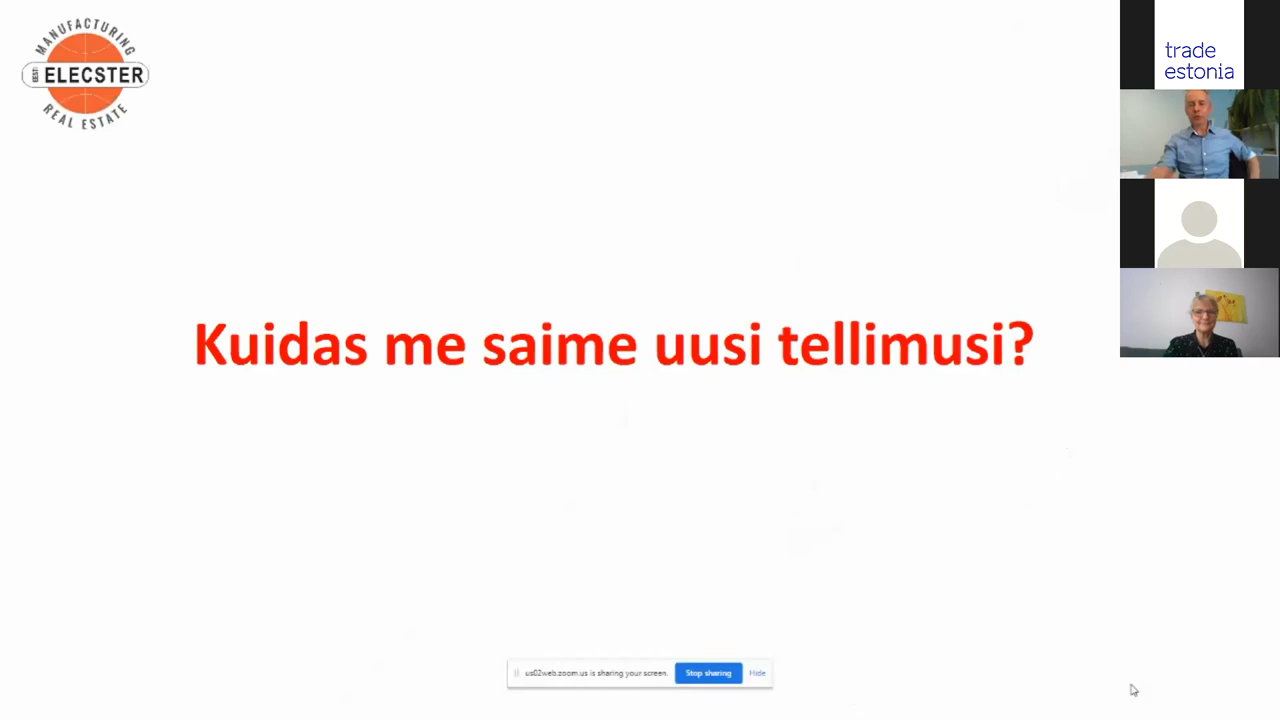 MANUFACTURING
EESTI ELECSTER
REAL ESTATE
trade
estonia
Kuidas me saime uusi tellimusi?
us02web.zoom.us is sharing your screen.
Stop sharing
Hide